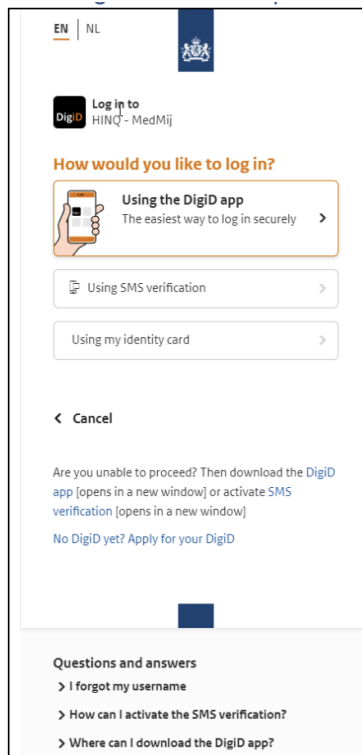 EN | NL
DigiD
Log in to
HINQ - MedMij
How would you like to log in?
Using the DigiD app
The easiest way to log in securely
Using SMS verification
Using my identity card
Cancel
Are you unable to proceed? Then download the DigiD
app [opens in a new window] or activate SMS
verification [opens in a new window]
No DigiD yet? Apply for your DigiD
Questions and answers
I forgot my username
How can I activate the SMS verification?
Where can I download the DigiD app?